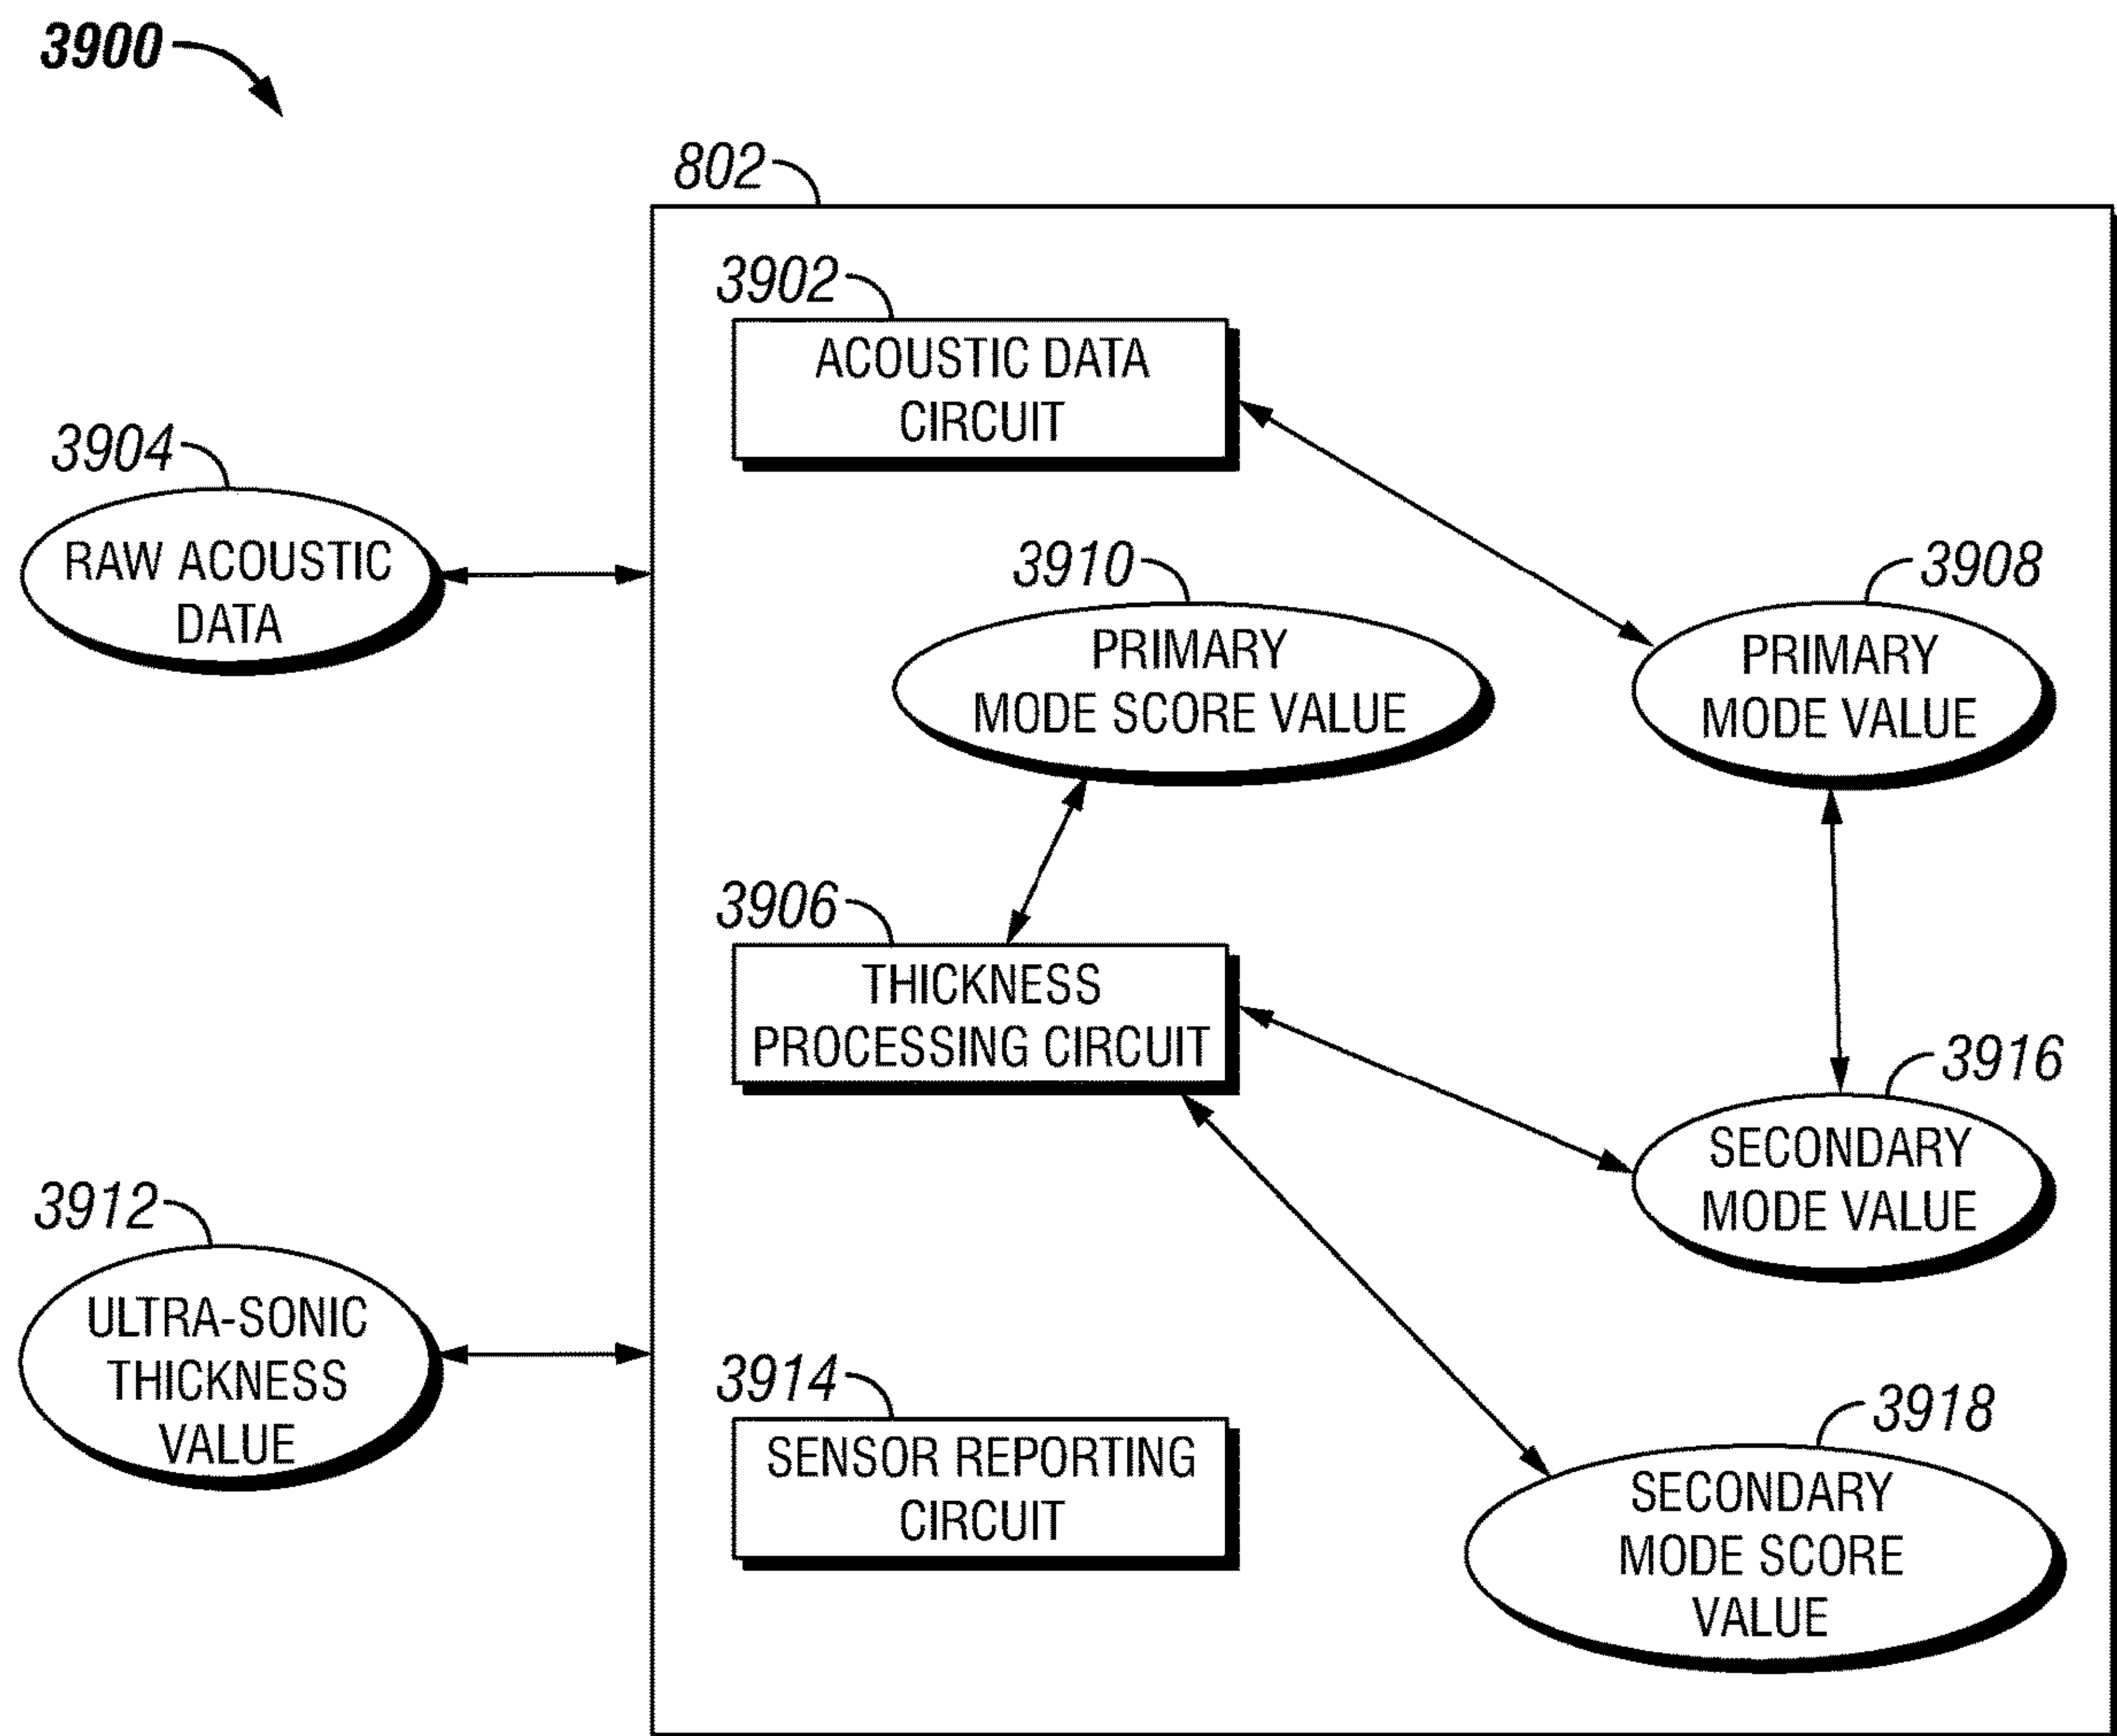 3900
802
3902
ACOUSTIC DATA
CIRCUIT
3904
RAW ACOUSTIC
DATA
3910
PRIMARY
MODE SCORE VALUE
3908
PRIMARY
MODE VALUE
3906
THICKNESS
PROCESSING CIRCUIT
3916
SECONDARY
MODE VALUE
3912
ULTRA-SONIC
THICKNESS
VALUE
3914
SENSOR REPORTING
CIRCUIT
3918
SECONDARY
MODE SCORE
VALUE